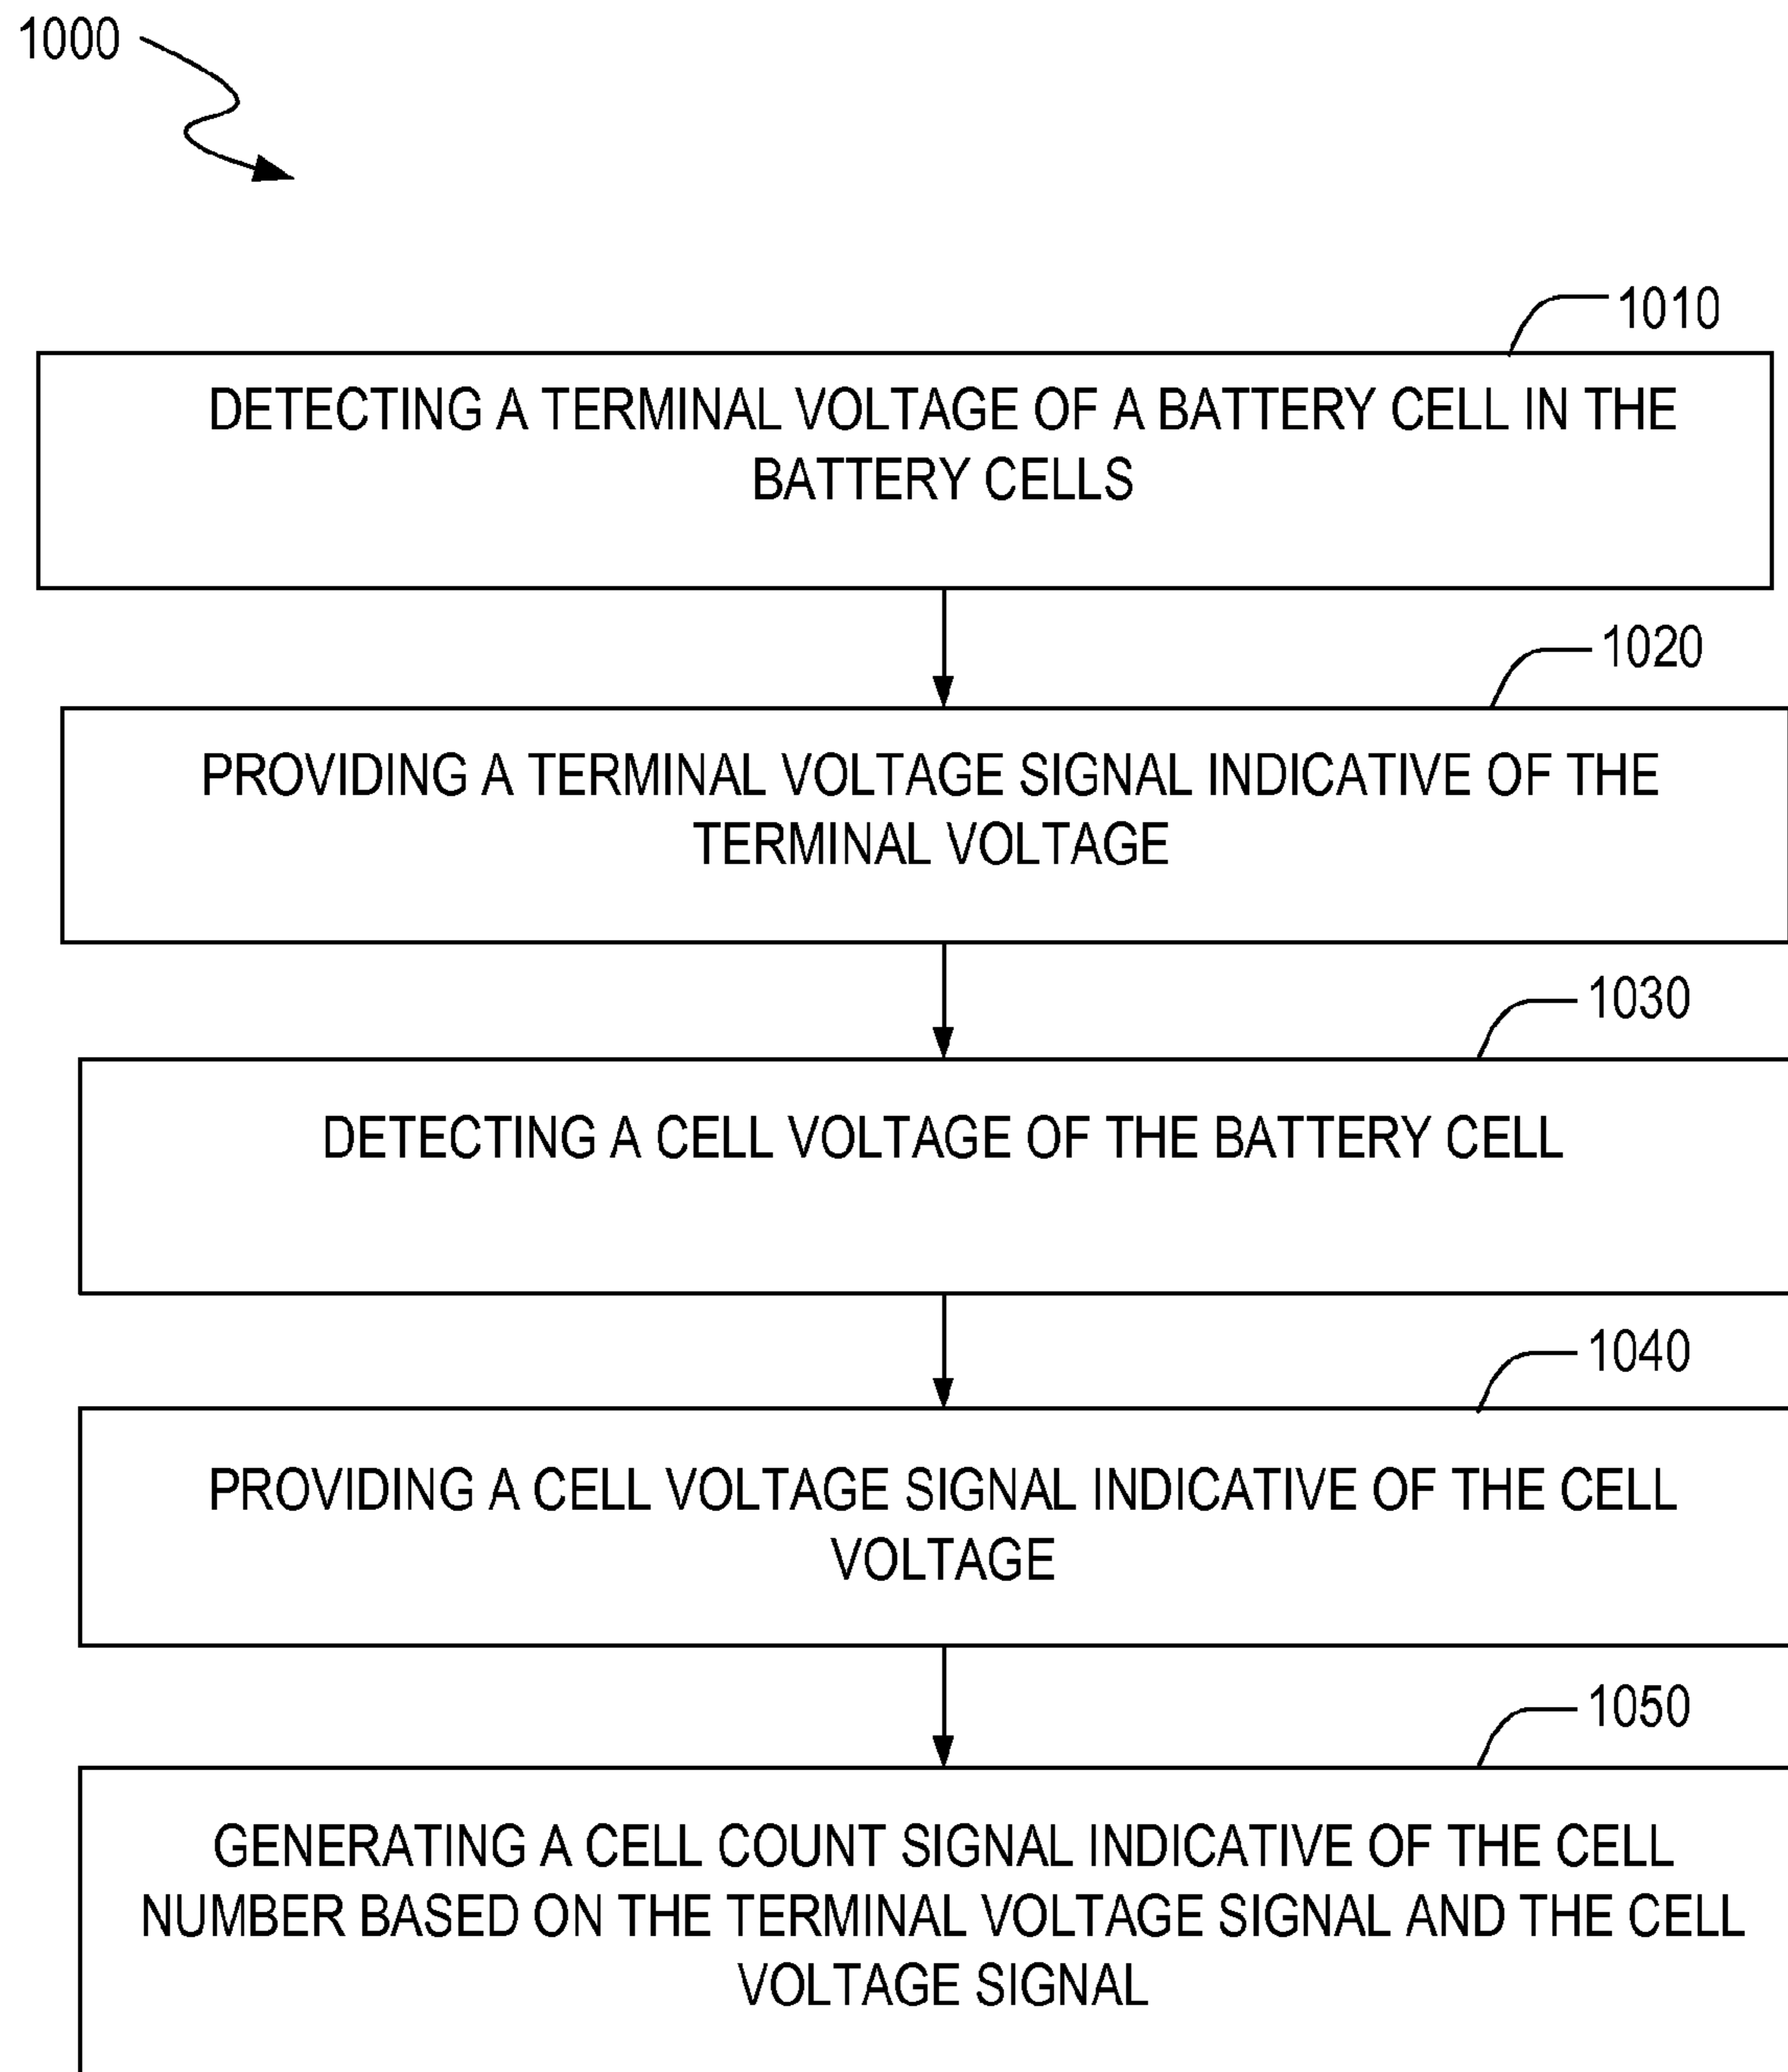 1000
1010
DETECTING A TERMINAL VOLTAGE OF A BATTERY CELL IN THE
BATTERY CELLS
1020
PROVIDING A TERMINAL VOLTAGE SIGNAL INDICATIVE OF THE
TERMINAL VOLTAGE
1030
DETECTING A CELL VOLTAGE OF THE BATTERY CELL
1040
PROVIDING A CELL VOLTAGE SIGNAL INDICATIVE OF THE CELL
VOLTAGE
1050
GENERATING A CELL COUNT SIGNAL INDICATIVE OF THE CELL
NUMBER BASED ON THE TERMINAL VOLTAGE SIGNAL AND THE CELL
VOLTAGE SIGNAL